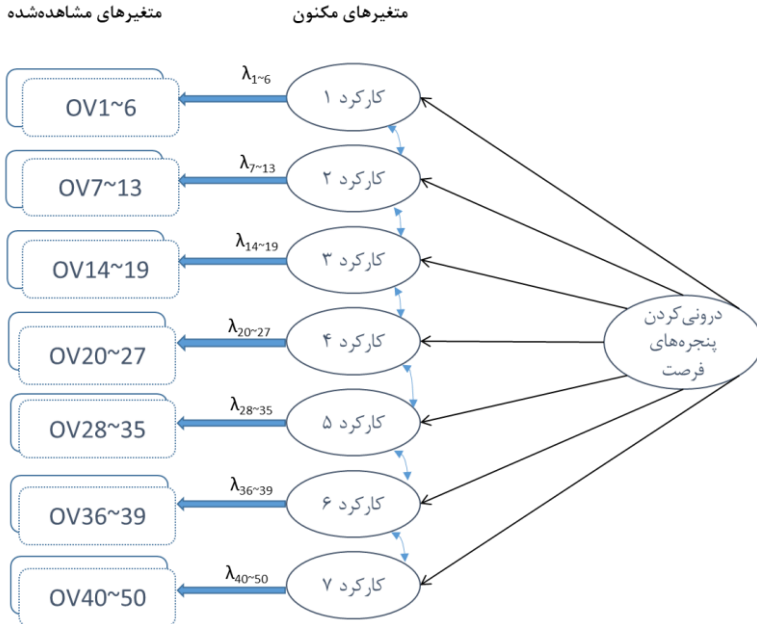 متغیرهای مکنون
متغیرهای مشاهده‌شده
کارکرد ۱
λ1~6
OV1~6
کارکرد ۲
λ7~13
OV7~13
کارکرد ۳
λ14~19
OV14~19
کارکرد ۴
λ20~27
OV20~27
کارکرد ۵
λ28~35
OV28~35
کارکرد ۶
λ36~39
OV36~39
کارکرد ۷
λ40~50
OV40~50
درونی‌کردن
پنجره‌های
فرصت